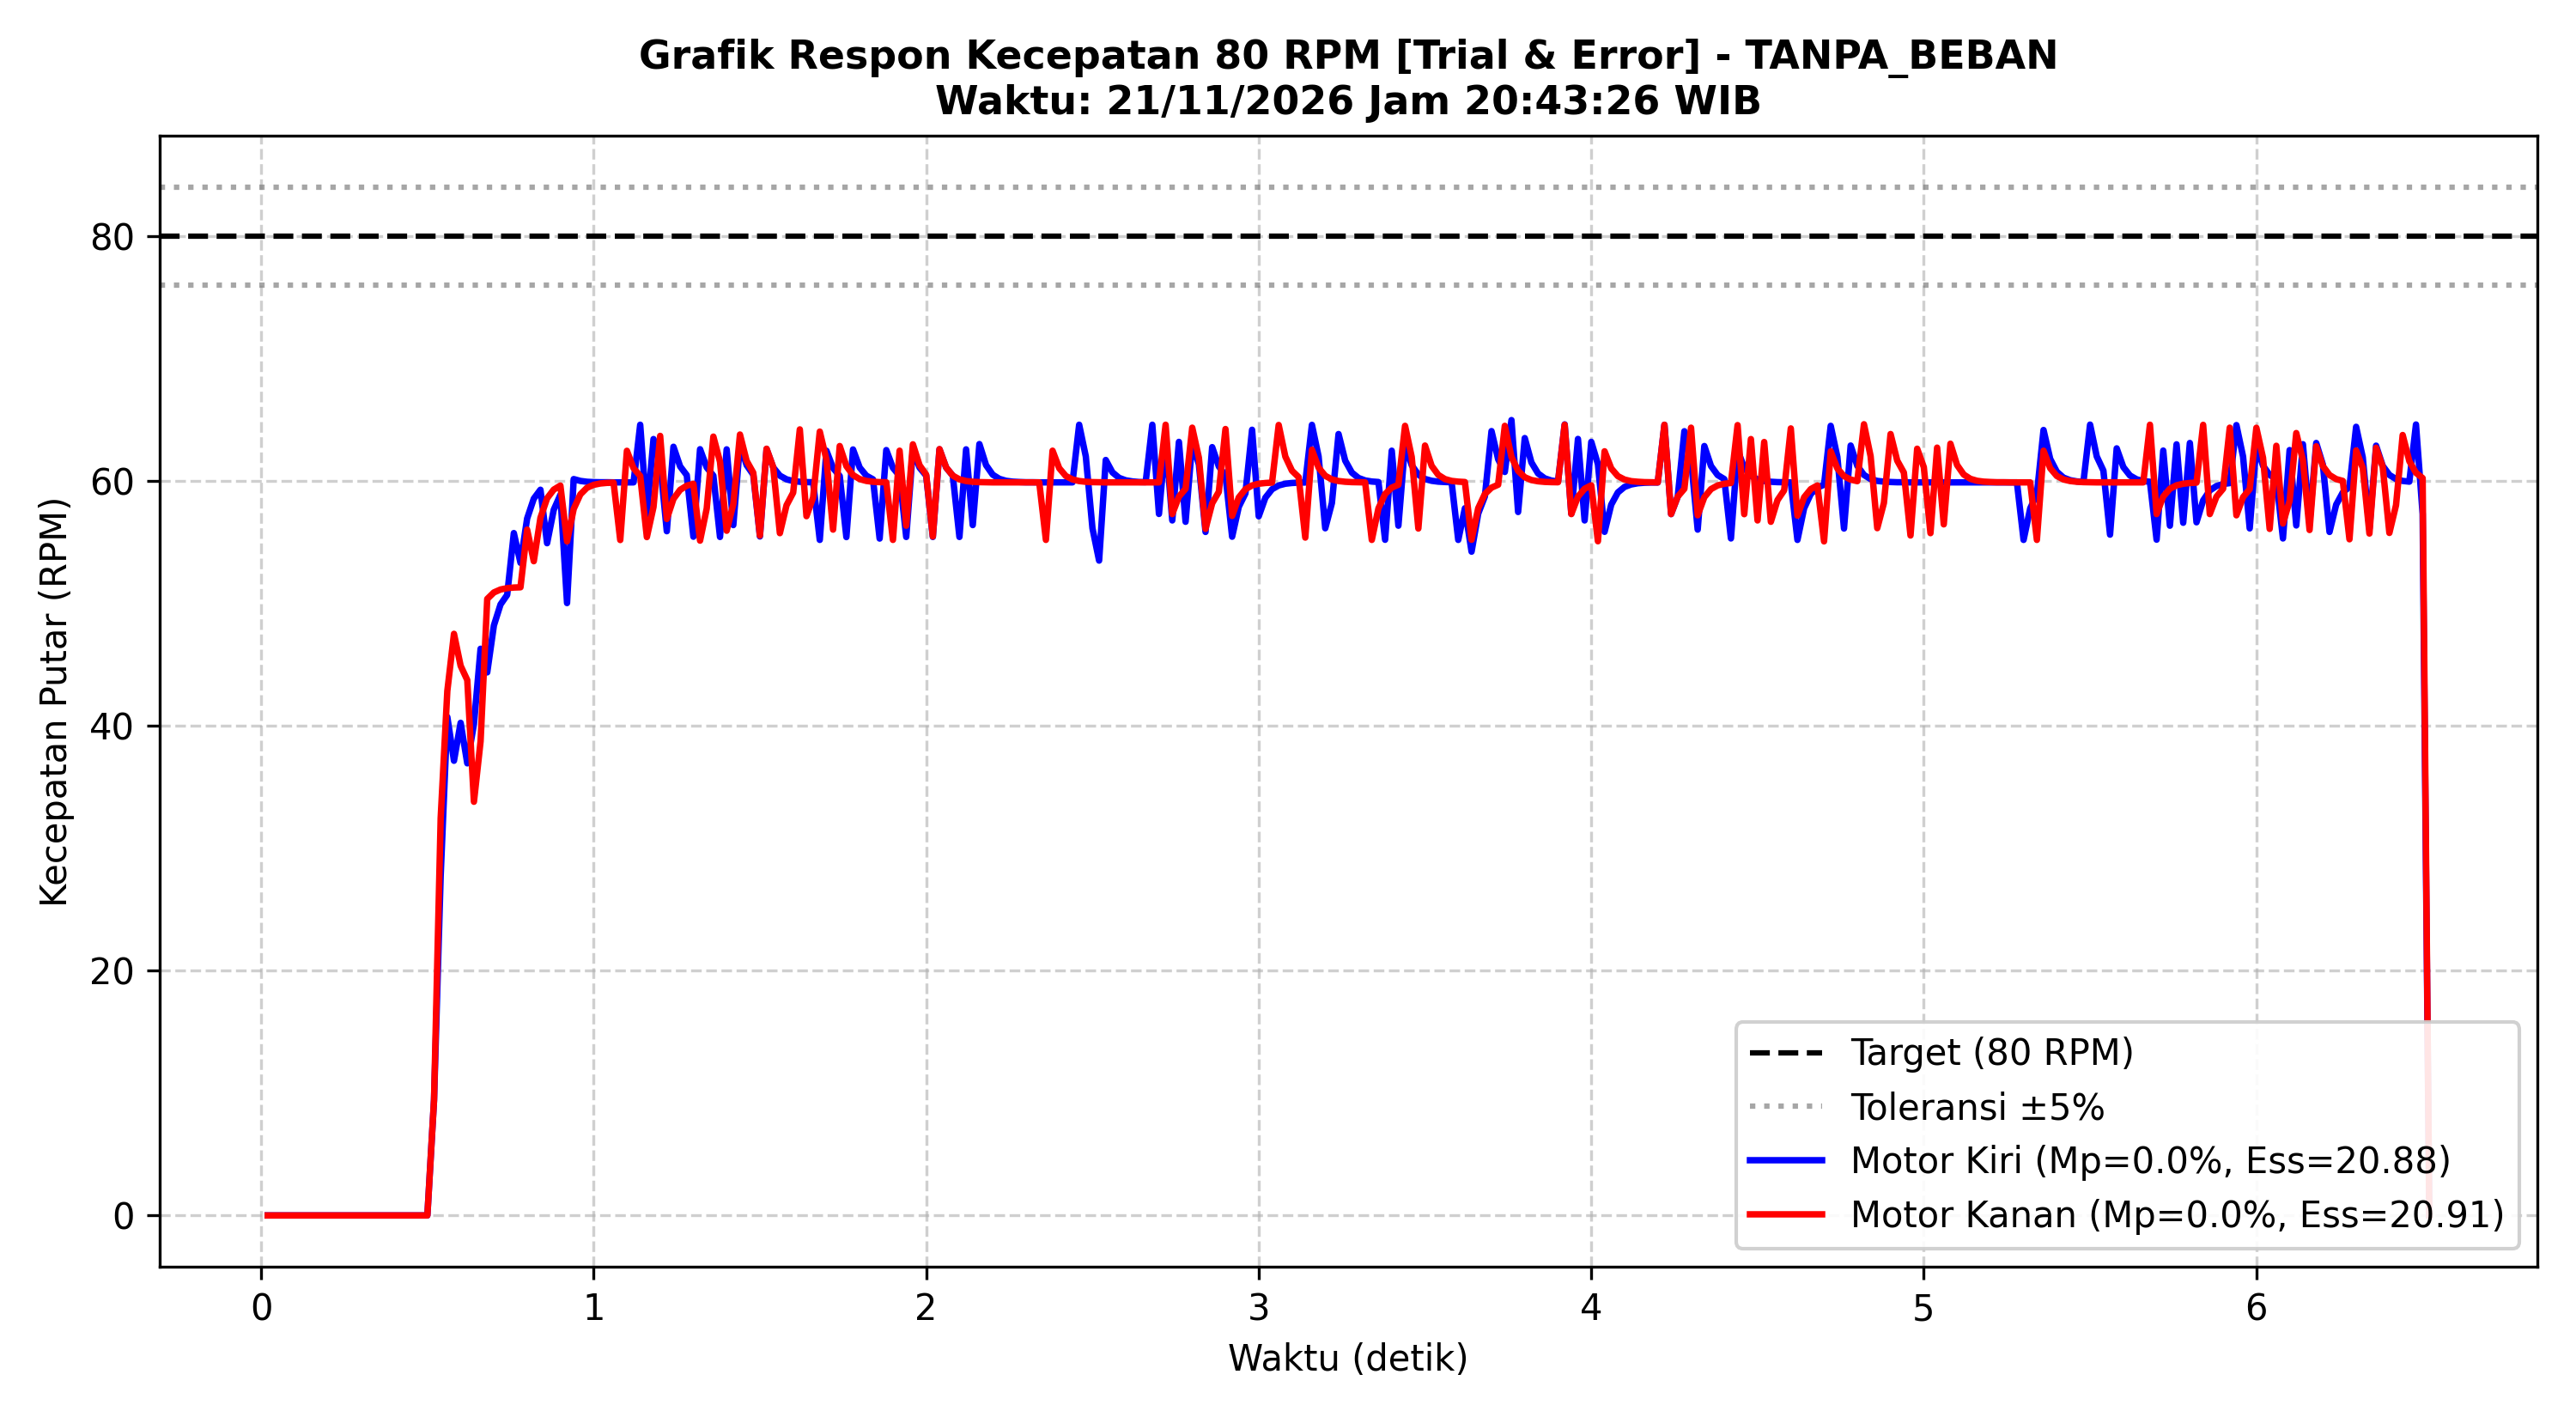 Grafik Respon Kecepatan 80 RPM [Trial & Error] - TANPA_BEBAN
Waktu: 21/11/2026 Jam 20:43:26 WIB
Kecepatan Putar (RPM)
80
60
40
20
0
Target (80 RPM)
Toleransi ±5%
Motor Kiri (Mp=0.0%, Ess=20.88)
Motor Kanan (Mp=0.0%, Ess=20.91)
0 1 2 3 4 5 6
Waktu (detik)